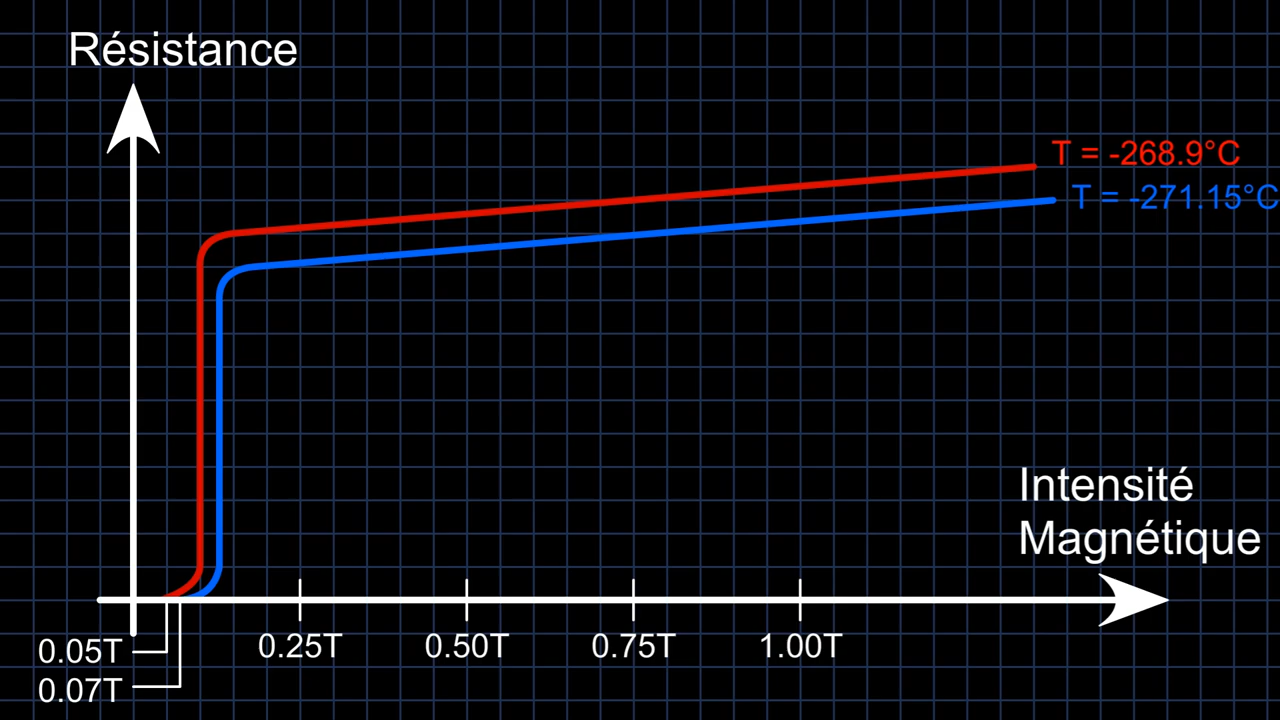 Résistance
T = -268.9°C
T = -271.15°C
Intensité
Magnétique
0.05T
0.07T
0.25T
0.50T
0.75T
1.00T